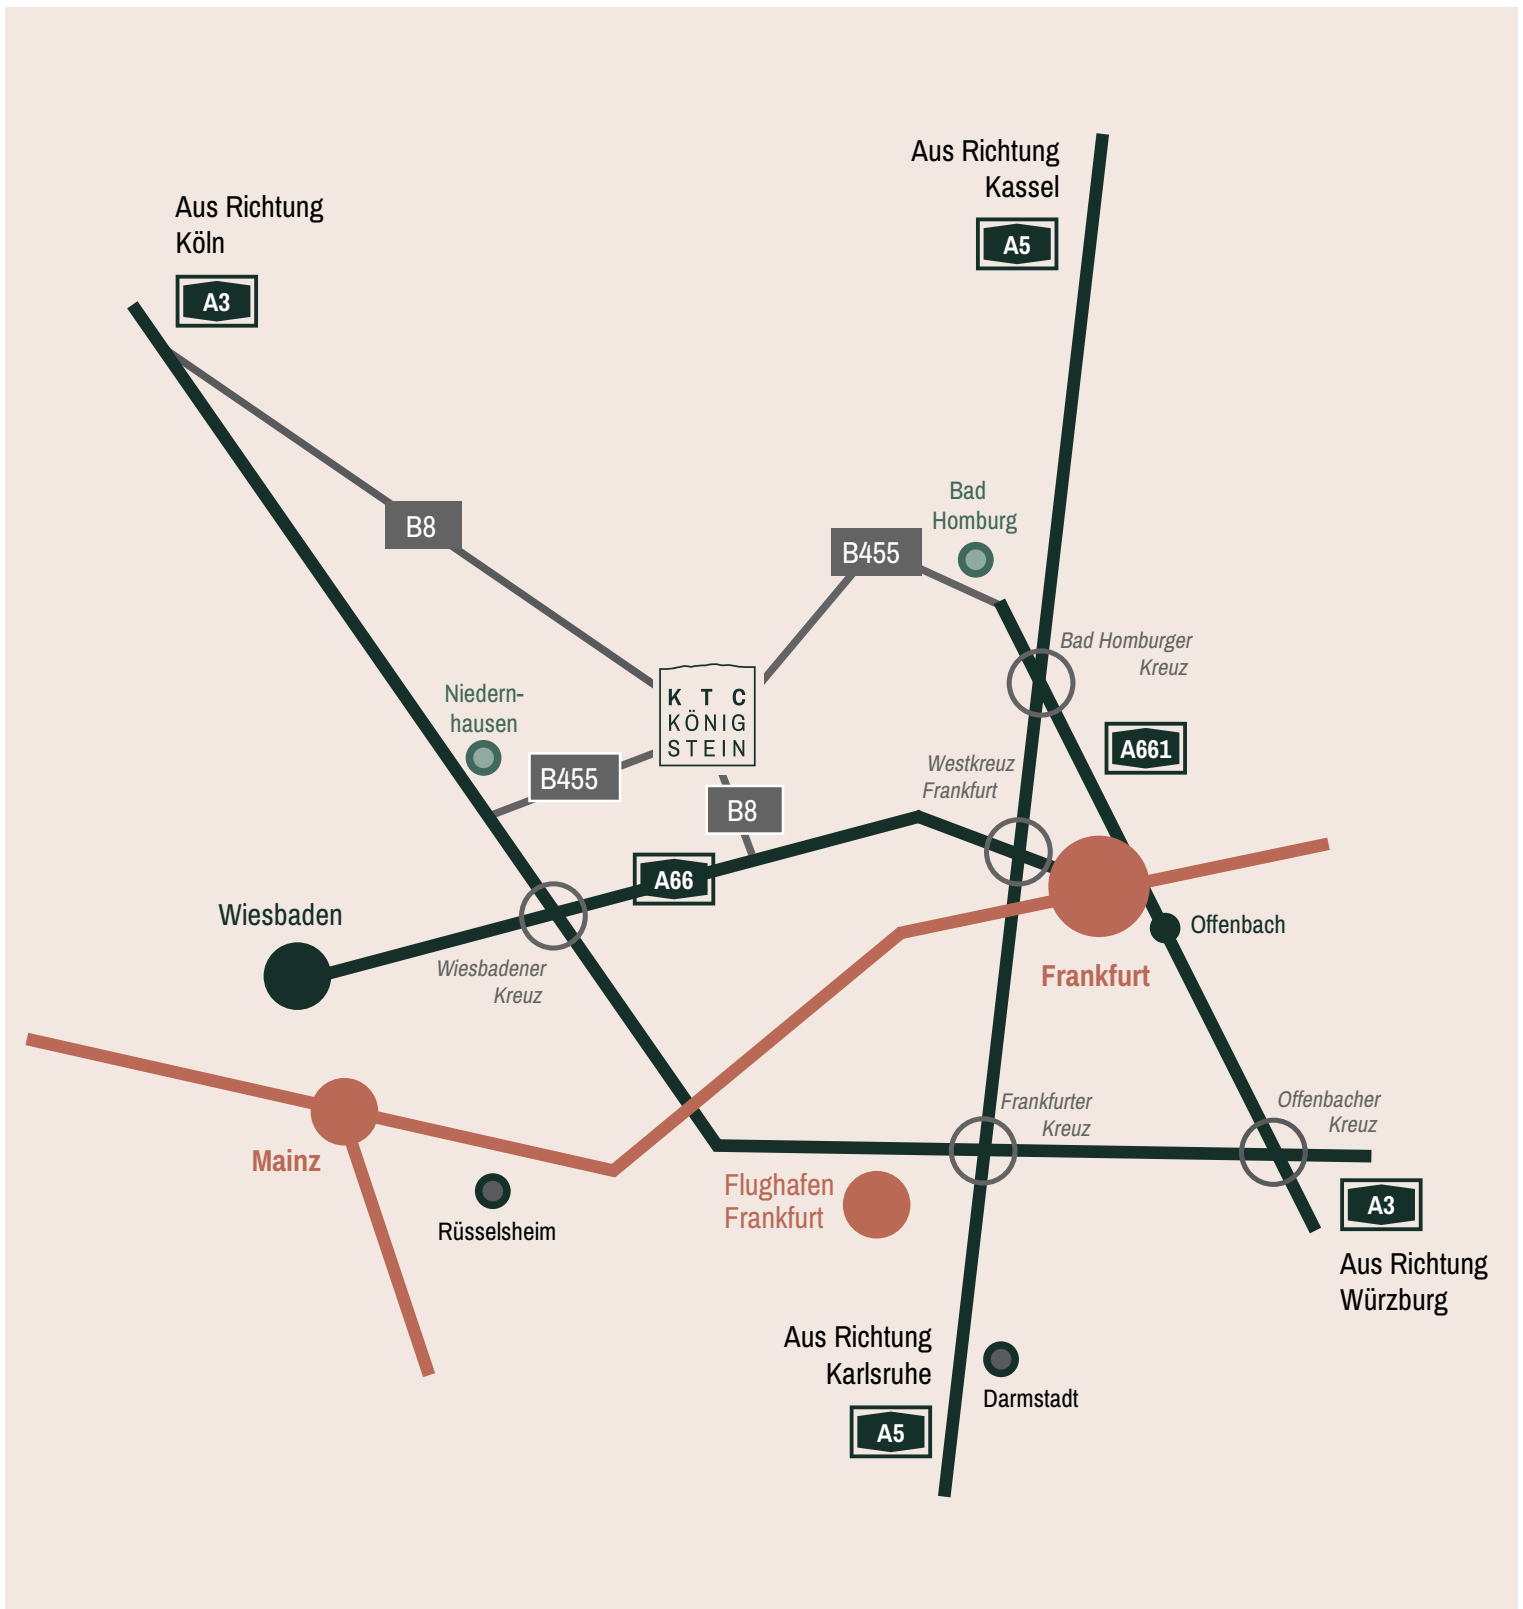 Aus Richtung
Kassel
A5
Aus Richtung
Köln
A3
Bad
Homburg
B8
B455
Bad Homburger
Kreuz
Niedern-
hausen
K T C
KÖNIG
STEIN
A661
B455
Westkreuz
Frankfurt
B8
A66
Wiesbaden
Offenbach
Wiesbadener
Kreuz
Frankfurt
Frankfurter
Kreuz
Offenbacher
Kreuz
Mainz
Flughafen
Frankfurt
Rüsselsheim
A3
Aus Richtung
Würzburg
Aus Richtung
Karlsruhe
Darmstadt
A5